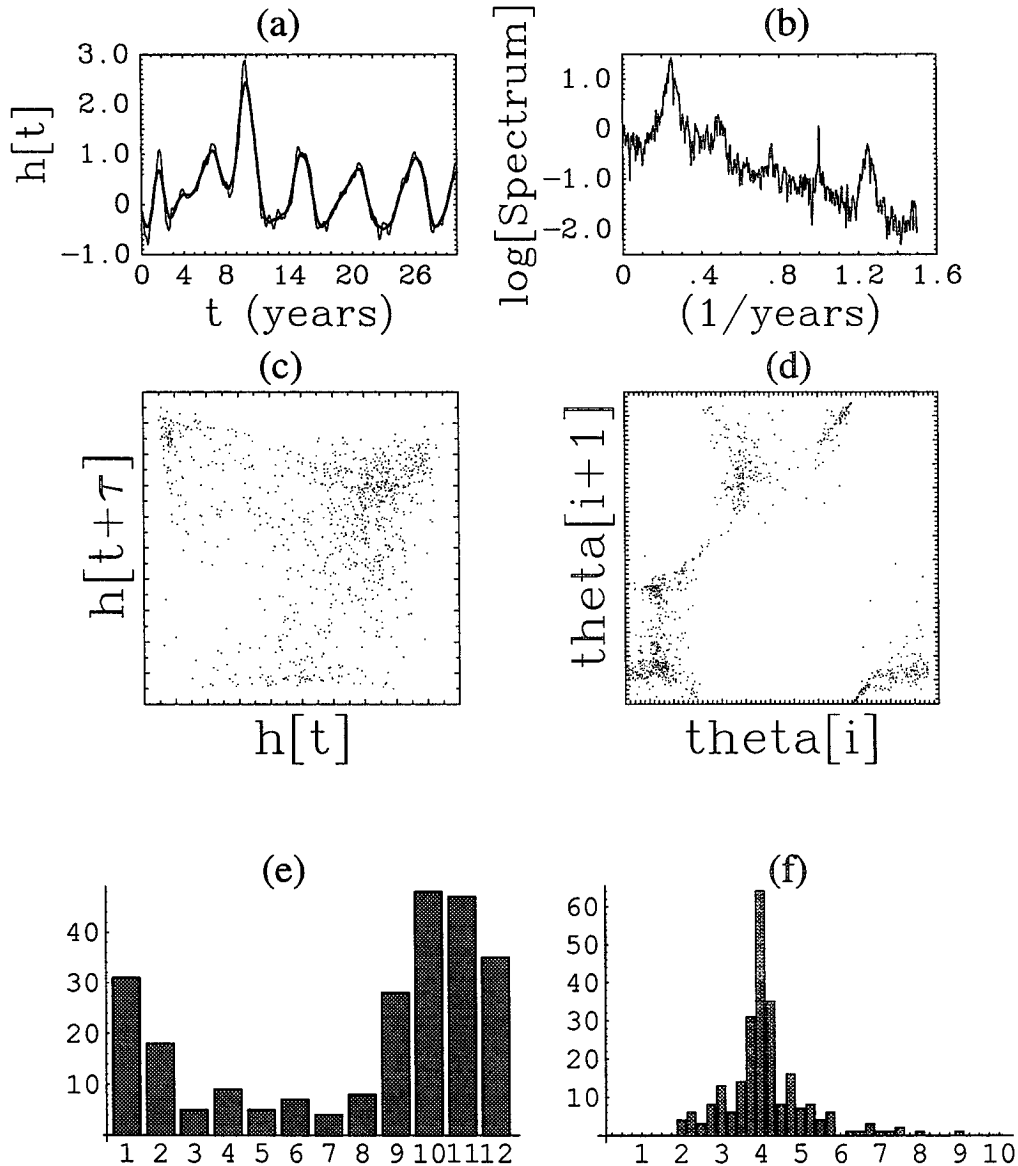 (a)
3.0
2.0
1.0
0
-1.0
h[t]
0 4 8 10 14 20 26
t (years)
(b)
1.0
0
-1.0
-2.0
log[Spectrum]
0 .4 .8 1.2 1.6
(1/years)
(c)
h[t+τ]
h[t]
(d)
theta[i+1]
theta[i]
(e)
40
30
20
10
1 2 3 4 5 6 7 8 9 10 11 12
(f)
60
50
40
30
20
10
1 2 3 4 5 6 7 8 9 10